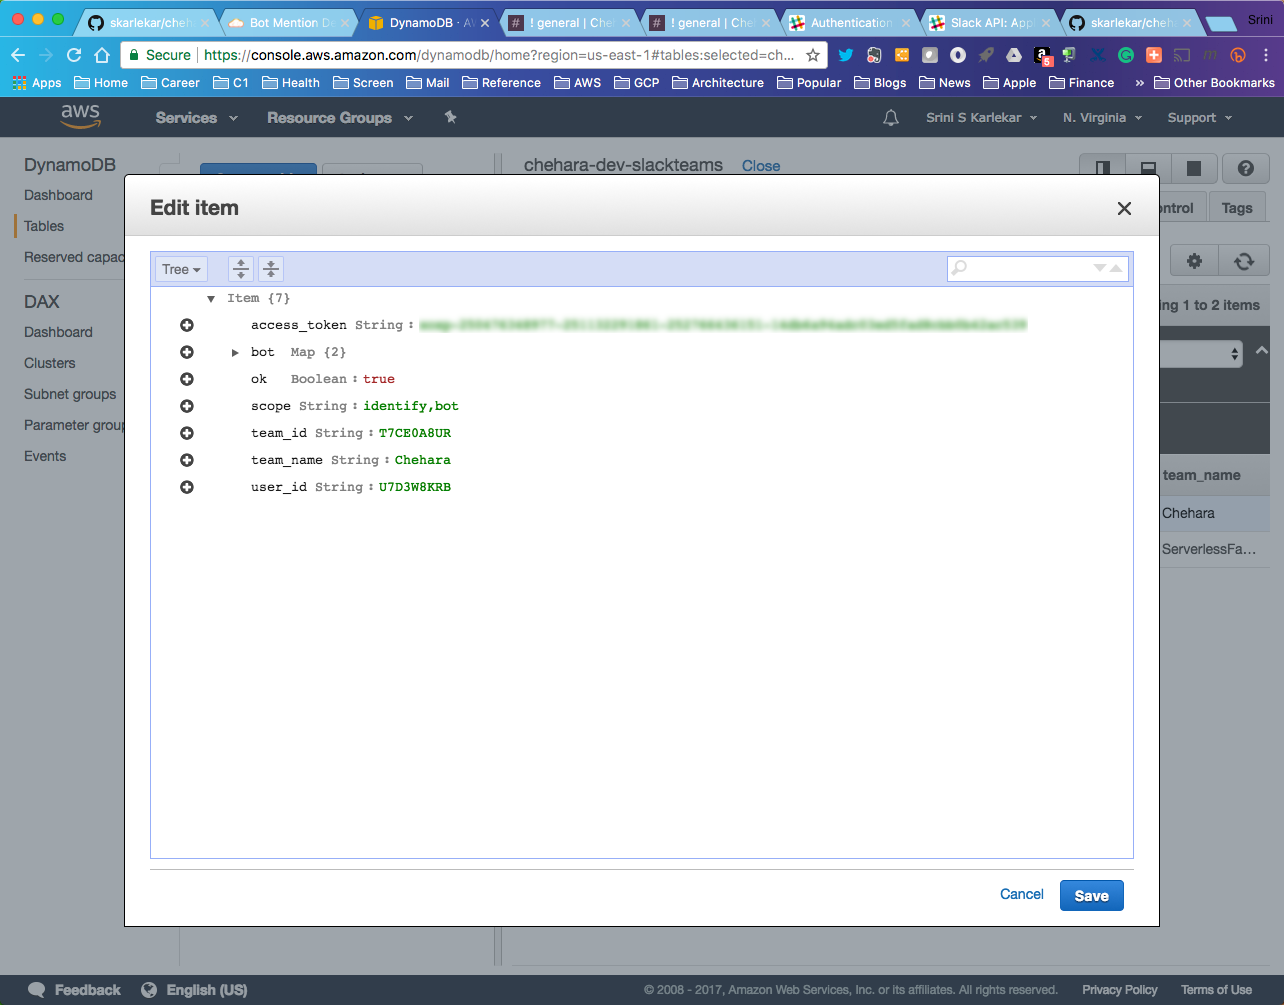 skarlekar/cheh
Bot Mention De
DynamoDB · A
! general | Che
! general | Che
Authentication
Slack API: App
skarlekar/cheh
Srini
Secure
https://console.aws.amazon.com/dynamodb/home?region=us-east-1#tables:selected=ch...
Apps Home Career C1 Health Screen Mail Reference AWS GCP Architecture Popular Blogs News Apple Finance » Other Bookmarks
aws Services Resource Groups Srini S Karlekar N. Virginia Support
DynamoDB
Dashboard
Tables
Reserved capac
DAX
Dashboard
Clusters
Subnet groups
Parameter group
Events
chehara-dev-slackteams Close
ontrol Tags
ing 1 to 2 items
team_name
Chehara
ServerlessFa...
Edit item
Tree
Item {7}
access_token String :
bot Map {2}
ok Boolean : true
scope String : identify,bot
team_id String : T7CE0A8UR
team_name String : Chehara
user_id String : U7D3W8KRB
Cancel Save
Feedback English (US) © 2008 - 2017, Amazon Web Services, Inc. or its affiliates. All rights reserved. Privacy Policy Terms of Use